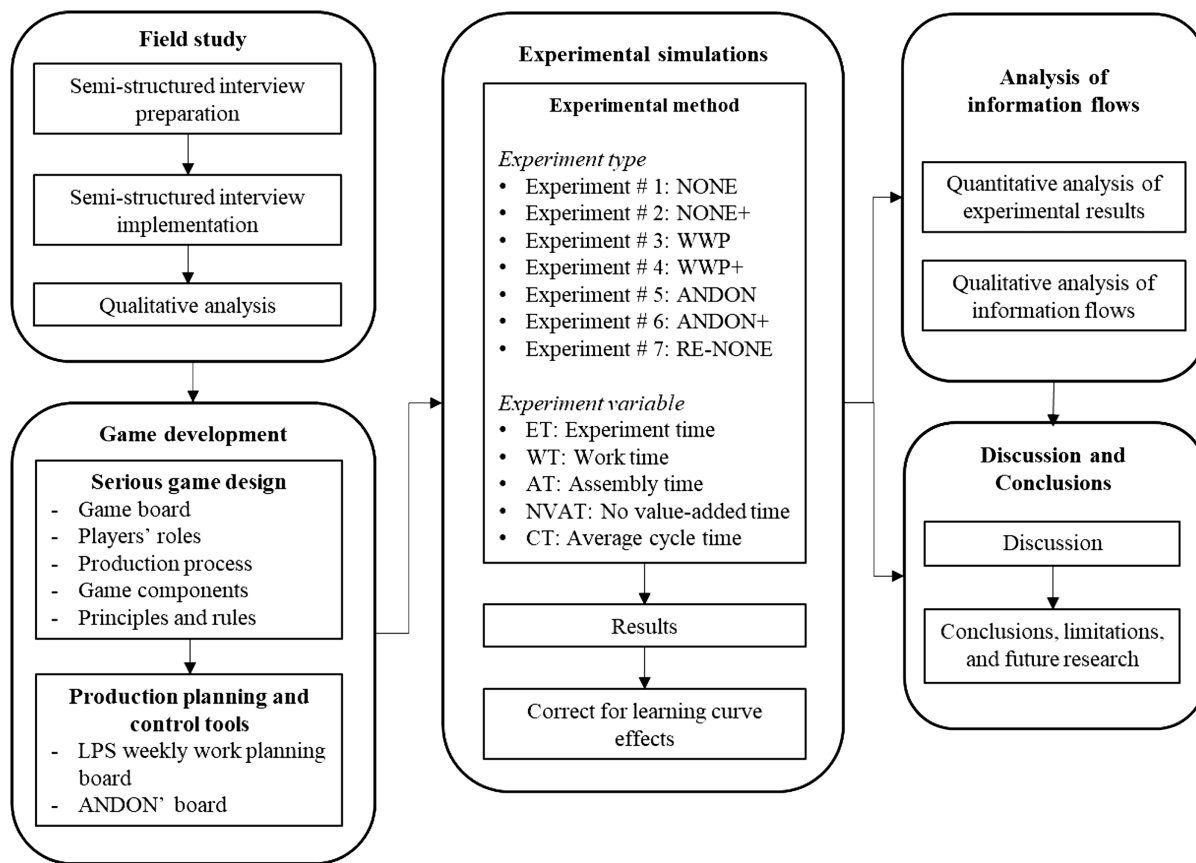 Field study
Semi-structured interview
preparation
Semi-structured interview
implementation
Qualitative analysis
Game development
Serious game design
- Game board
- Players’ roles
- Production process
- Game components
- Principles and rules
Production planning and
control tools
- LPS weekly work planning
board
- ANDON’ board
Experimental simulations
Experimental method
Experiment type
• Experiment # 1: NONE
• Experiment # 2: NONE+
• Experiment # 3: WWP
• Experiment # 4: WWP+
• Experiment # 5: ANDON
• Experiment # 6: ANDON+
• Experiment # 7: RE-NONE
Experiment variable
• ET: Experiment time
• WT: Work time
• AT: Assembly time
• NVAT: No value-added time
• CT: Average cycle time
Results
Correct for learning curve
effects
Analysis of
information flows
Quantitative analysis of
experimental results
Qualitative analysis of
information flows
Discussion and
Conclusions
Discussion
Conclusions, limitations,
and future research